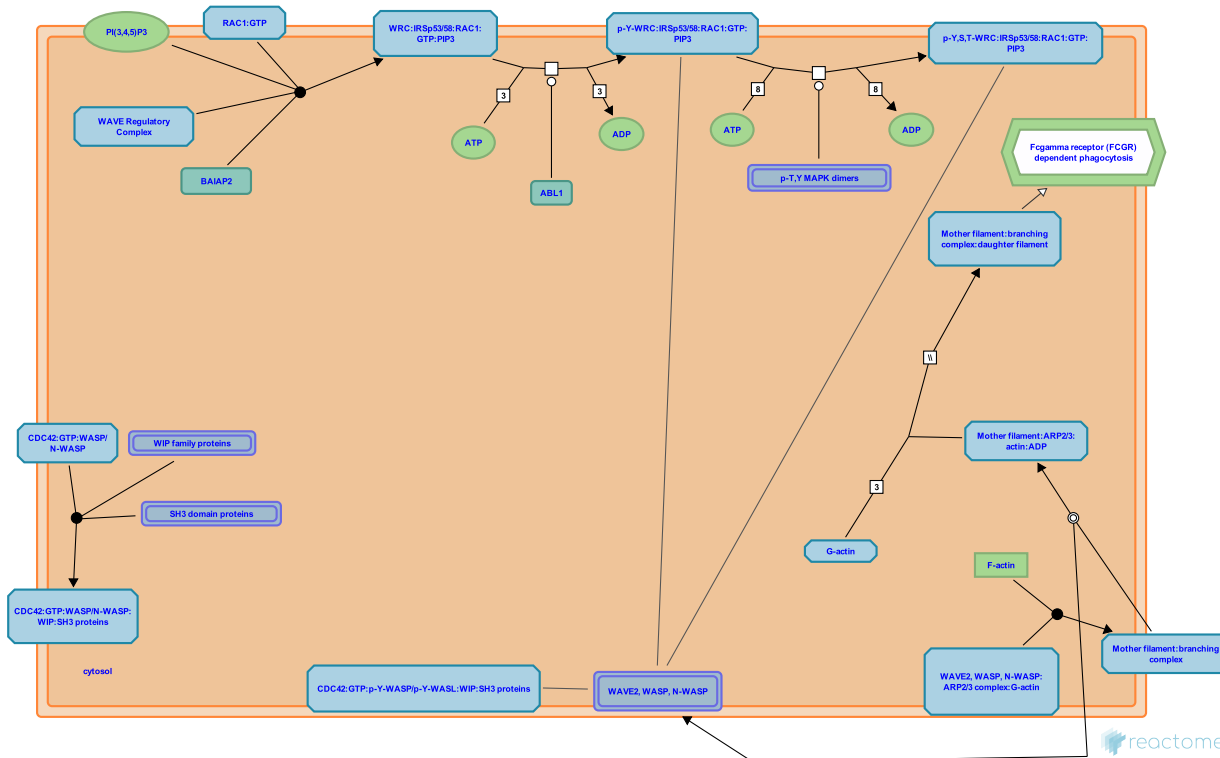 RAC1:GTP
PI(3,4,5)P3
WRC:IRSp53/58:RAC1:
GTP:PIP3
p-Y-WRC:IRSp53/58:RAC1:GTP:
PIP3
p-Y,S,T-WRC:IRSp53/58:RAC1:GTP:
PIP3
3
3
8
8
WAVE Regulatory
Complex
ATP
ADP
ATP
ADP
Fcgamma receptor (FCGR)
dependent phagocytosis
BAIAP2
ABL1
p-T,Y MAPK dimers
Mother filament:branching
complex:daughter filament
\\
CDC42:GTP:WASP/
N-WASP
WIP family proteins
Mother filament:ARP2/3:
actin:ADP
3
SH3 domain proteins
G-actin
F-actin
CDC42:GTP:WASP/N-WASP:
WIP:SH3 proteins
Mother filament:branching
complex
cytosol
CDC42:GTP:p-Y-WASP/p-Y-WASL:WIP:SH3 proteins
WAVE2, WASP, N-WASP
WAVE2, WASP, N-WASP:
ARP2/3 complex:G-actin
reactome